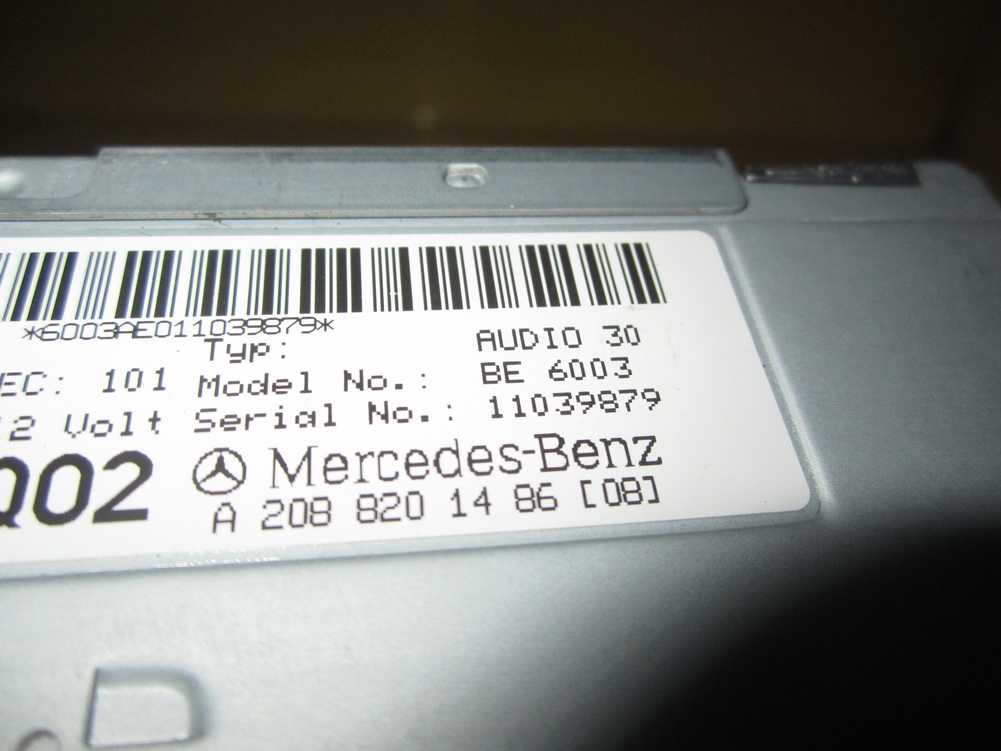 *6003AE011039879*
Typ: AUDIO 30
EC: 101 Model No.: BE 6003
2 Volt Serial No.: 11039879
Q02 Mercedes-Benz
A 208 820 14 86 [08]